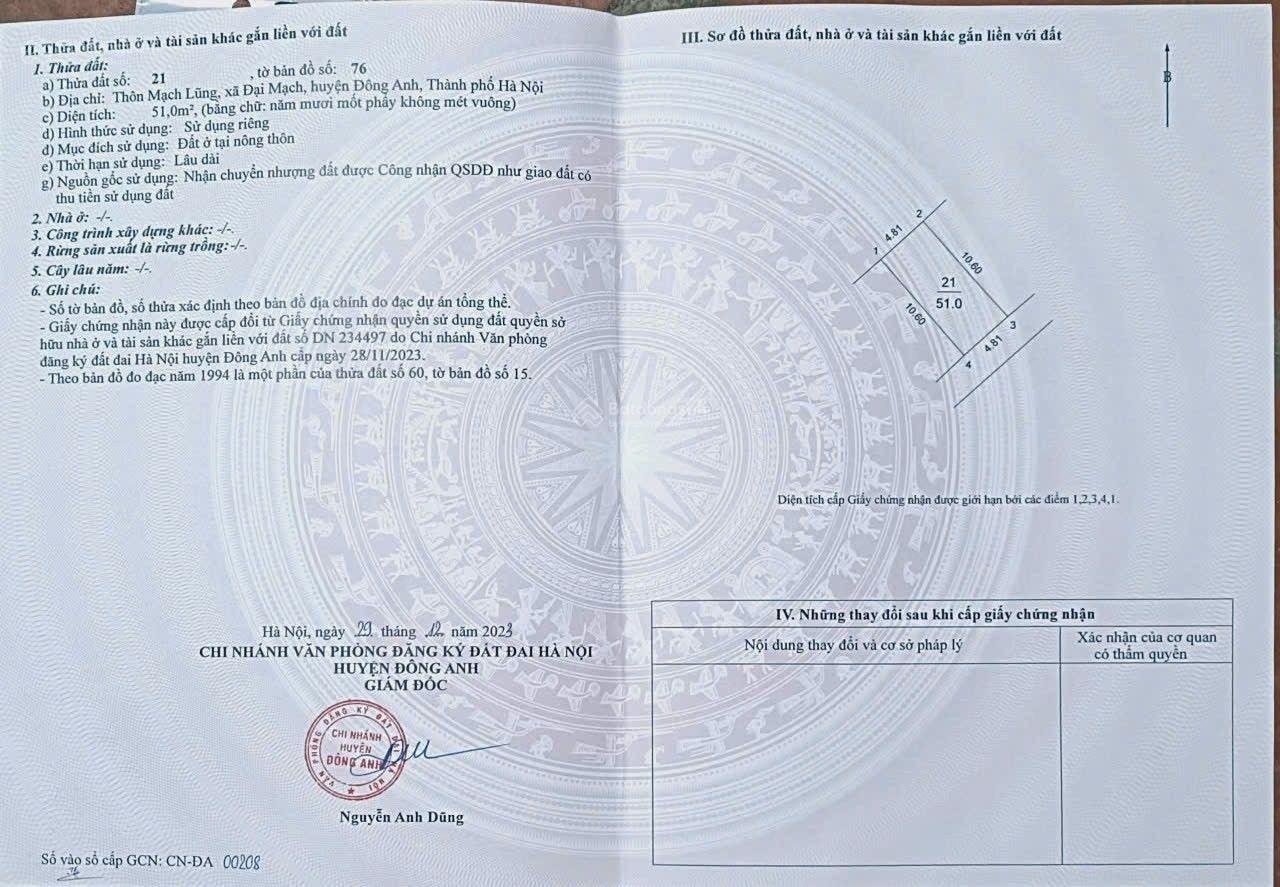 II. Thửa đất, nhà ở và tài sản khác gắn liền với đất
1. Thửa đất:
a) Thửa đất số: 21 , tờ bản đồ số: 76
b) Địa chỉ: Thôn Mạch Lũng, xã Đại Mạch, huyện Đông Anh, Thành phố Hà Nội
c) Diện tích: 51,0m², (bằng chữ: năm mươi mốt phẩy không mét vuông)
d) Hình thức sử dụng: Sử dụng riêng
đ) Mục đích sử dụng: Đất ở tại nông thôn
e) Thời hạn sử dụng: Lâu dài
g) Nguồn gốc sử dụng: Nhận chuyển nhượng đất được Công nhận QSDĐ như giao đất có
thu tiền sử dụng đất
2. Nhà ở: -/-.
3. Công trình xây dựng khác: -/-.
4. Rừng sản xuất là rừng trồng:-/-.
5. Cây lâu năm: -/-.
6. Ghi chú:
- Số tờ bản đồ, số thửa xác định theo bản đồ địa chính đo đạc dự án tổng thể.
- Giấy chứng nhận này được cấp đổi từ Giấy chứng nhận quyền sử dụng đất quyền sở
hữu nhà ở và tài sản khác gắn liền với đất số DN 234497 do Chi nhánh Văn phòng
đăng ký đất đai Hà Nội huyện Đông Anh cấp ngày 28/11/2023.
- Theo bản đồ đo đạc năm 1994 là một phần của thửa đất số 60, tờ bản đồ số 15.
Hà Nội, ngày 29 tháng 12 năm 2023
CHI NHÁNH VĂN PHÒNG ĐĂNG KÝ ĐẤT ĐAI HÀ NỘI
HUYỆN ĐÔNG ANH
GIÁM ĐỐC
VĂN PHÒNG ĐĂNG KÝ ĐẤT ĐAI HÀ NỘI
CHI NHÁNH
HUYỆN
ĐÔNG ANH
Nguyễn Anh Dũng
Số vào sổ cấp GCN: CN-ĐA 00208
III. Sơ đồ thửa đất, nhà ở và tài sản khác gắn liền với đất
B
2
4.81
1
10.60
21
51.0
10.60
3
4.81
4
Diện tích cấp Giấy chứng nhận được giới hạn bởi các điểm 1,2,3,4,1.
IV. Những thay đổi sau khi cấp giấy chứng nhận
Nội dung thay đổi và cơ sở pháp lý
Xác nhận của cơ quan
có thẩm quyền